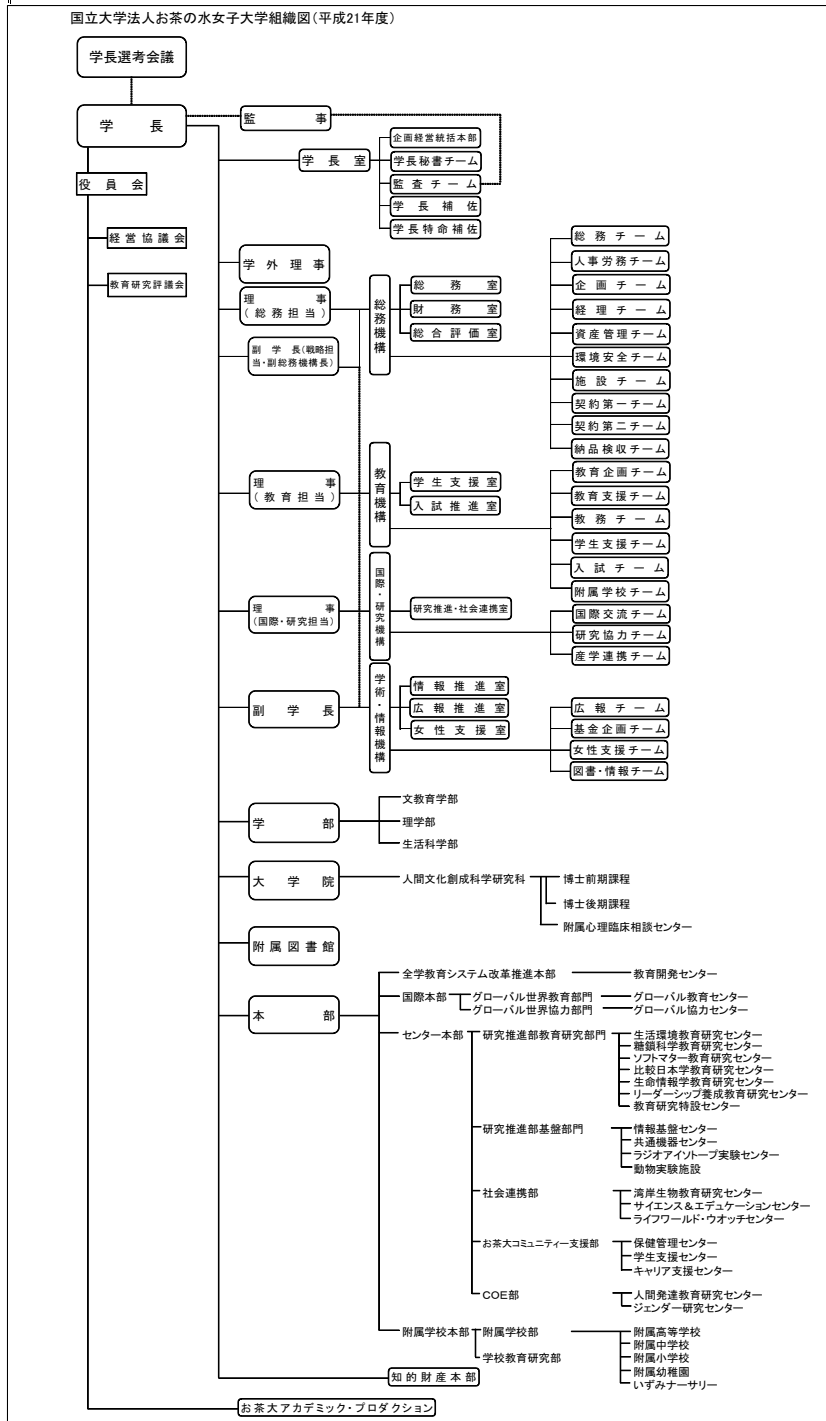 国立大学法人お茶の水女子大学組織図(平成21年度)
学長選考会議
学長
監事
企画経営統括本部
学長室
学長秘書チーム
役員会
監査チーム
学長補佐
学長特命補佐
経営協議会
教育研究評議会
学外理事
理事
(総務担当)
副学長(戦略担
当・副総務機構長)
総務機構
総務室
財務室
総合評価室
総務チーム
人事労務チーム
企画チーム
経理チーム
資産管理チーム
環境安全チーム
施設チーム
契約第一チーム
契約第二チーム
納品検収チーム
理事
(教育担当)
教育機構
学生支援室
入試推進室
教育企画チーム
教育支援チーム
教務チーム
学生支援チーム
入試チーム
附属学校チーム
理事
(国際・研究担当)
国際・研究機構
研究推進・社会連携室
国際交流チーム
研究協力チーム
産学連携チーム
副学長
学術・情報機構
情報推進室
広報推進室
女性支援室
広報チーム
基金企画チーム
女性支援チーム
図書・情報チーム
学部
文教育学部
理学部
生活科学部
大学院
人間文化創成科学研究科
博士前期課程
博士後期課程
附属心理臨床相談センター
附属図書館
本部
全学教育システム改革推進本部
教育開発センター
国際本部
グローバル世界教育部門
グローバル教育センター
グローバル世界協力部門
グローバル協力センター
センター本部
研究推進部教育研究部門
生活環境教育研究センター
糖鎖科学教育研究センター
ソフトマター教育研究センター
比較日本学教育研究センター
生命情報学教育研究センター
リーダーシップ養成教育研究センター
教育研究特設センター
研究推進部基盤部門
情報基盤センター
共通機器センター
ラジオアイソトープ実験センター
動物実験施設
社会連携部
湾岸生物教育研究センター
サイエンス&エデュケーションセンター
ライフワールド・ウオッチセンター
お茶大コミュニティー支援部
保健管理センター
学生支援センター
キャリア支援センター
COE部
人間発達教育研究センター
ジェンダー研究センター
附属学校本部
附属学校部
附属高等学校
附属中学校
学校教育研究部
附属小学校
附属幼稚園
いずみナーサリー
知的財産本部
お茶大アカデミック・プロダクション